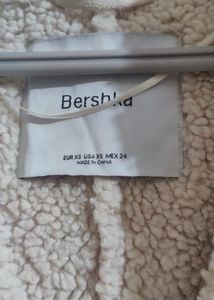 Bershka
EUR XS USA XS MEX 24
MADE IN CHINA